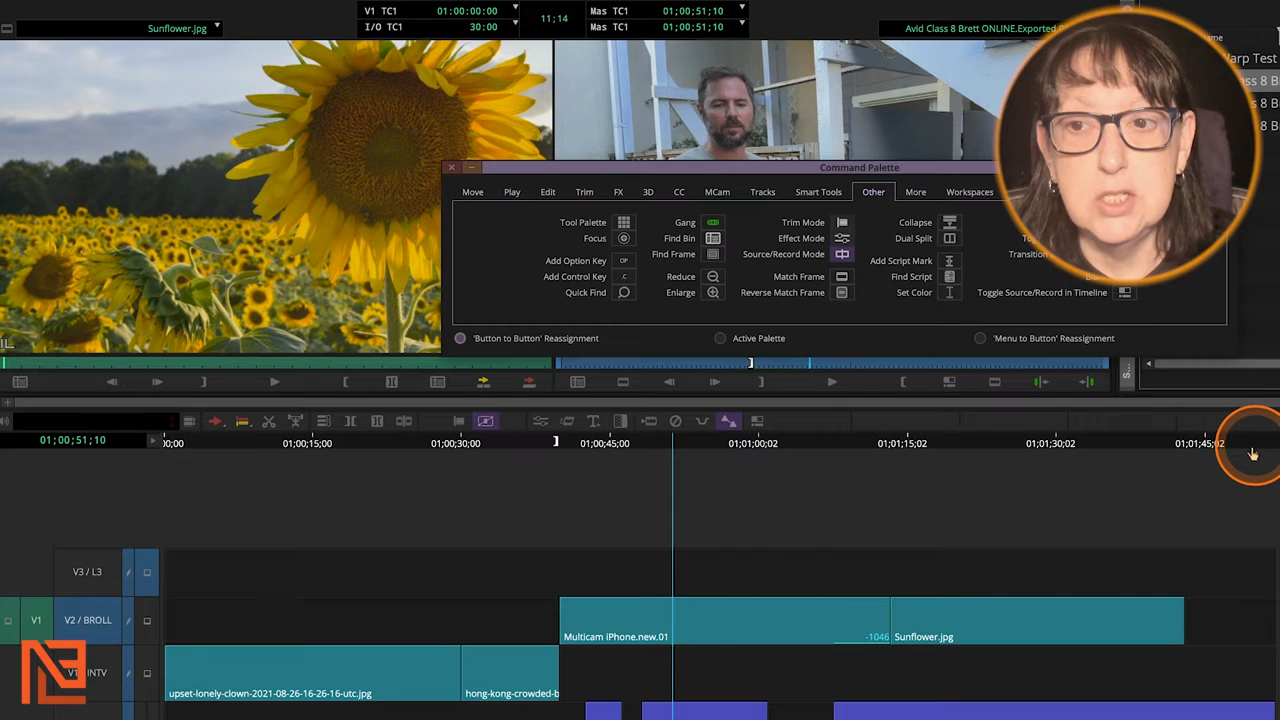 Sunflower.jpg
V1 TC1 01:00:00:00
I/O TC1 30:00
11;14
Mas TC1 01;00;51;10
Mas TC1 01;00;51;10
Avid Class 8 Brett ONLINE.Exported
Command Palette
Move Play Edit Trim FX 3D CC MCam Tracks Smart Tools Other More Workspaces
Tool Palette Gang Trim Mode Collapse
Focus Find Bin Effect Mode Dual Split
Find Frame Source/Record Mode
Add Option Key OP Add Script Mark
Add Control Key .C Reduce Match Frame Find Script
Quick Find Enlarge Reverse Match Frame Set Color Toggle Source/Record in Timeline
'Button to Button' Reassignment Active Palette 'Menu to Button' Reassignment
01;00;51;10
01;00;15;00 01;00;30;00 01;00;45;00 01;01;00;02 01;01;15;02 01;01;30;02 01;01;45;02
V3 / L3
V1 V2 / BROLL
Multicam iPhone.new.01 -1046 Sunflower.jpg
INTV
upset-lonely-clown-2021-08-26-16-26-16-utc.jpg hong-kong-crowded-b